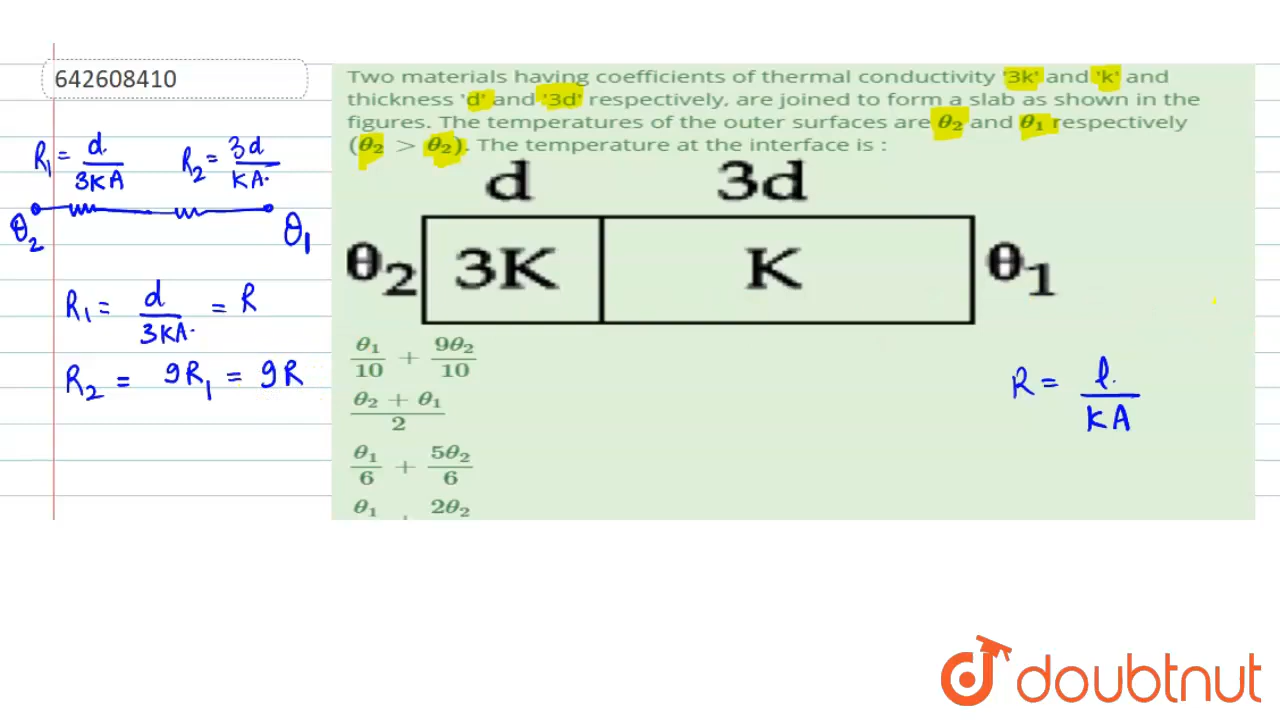 642608410
Two materials having coefficients of thermal conductivity '3k' and 'k' and
thickness 'd' and '3d' respectively, are joined to form a slab as shown in the
figures. The temperatures of the outer surfaces are θ₂ and θ₁ respectively
(θ₂ > θ₂). The temperature at the interface is :
R₁ = d/3KA R₂ = 3d/KA
θ₂ θ₁
R₁ = d/3KA = R
R₂ = 9R₁ = 9R
d 3d
θ₂ 3K K θ₁
θ₁/10 + 9θ₂/10
(θ₂ + θ₁)/2
θ₁/6 + 5θ₂/6
θ₁ + 2θ₂
R = l/KA
doubtnut